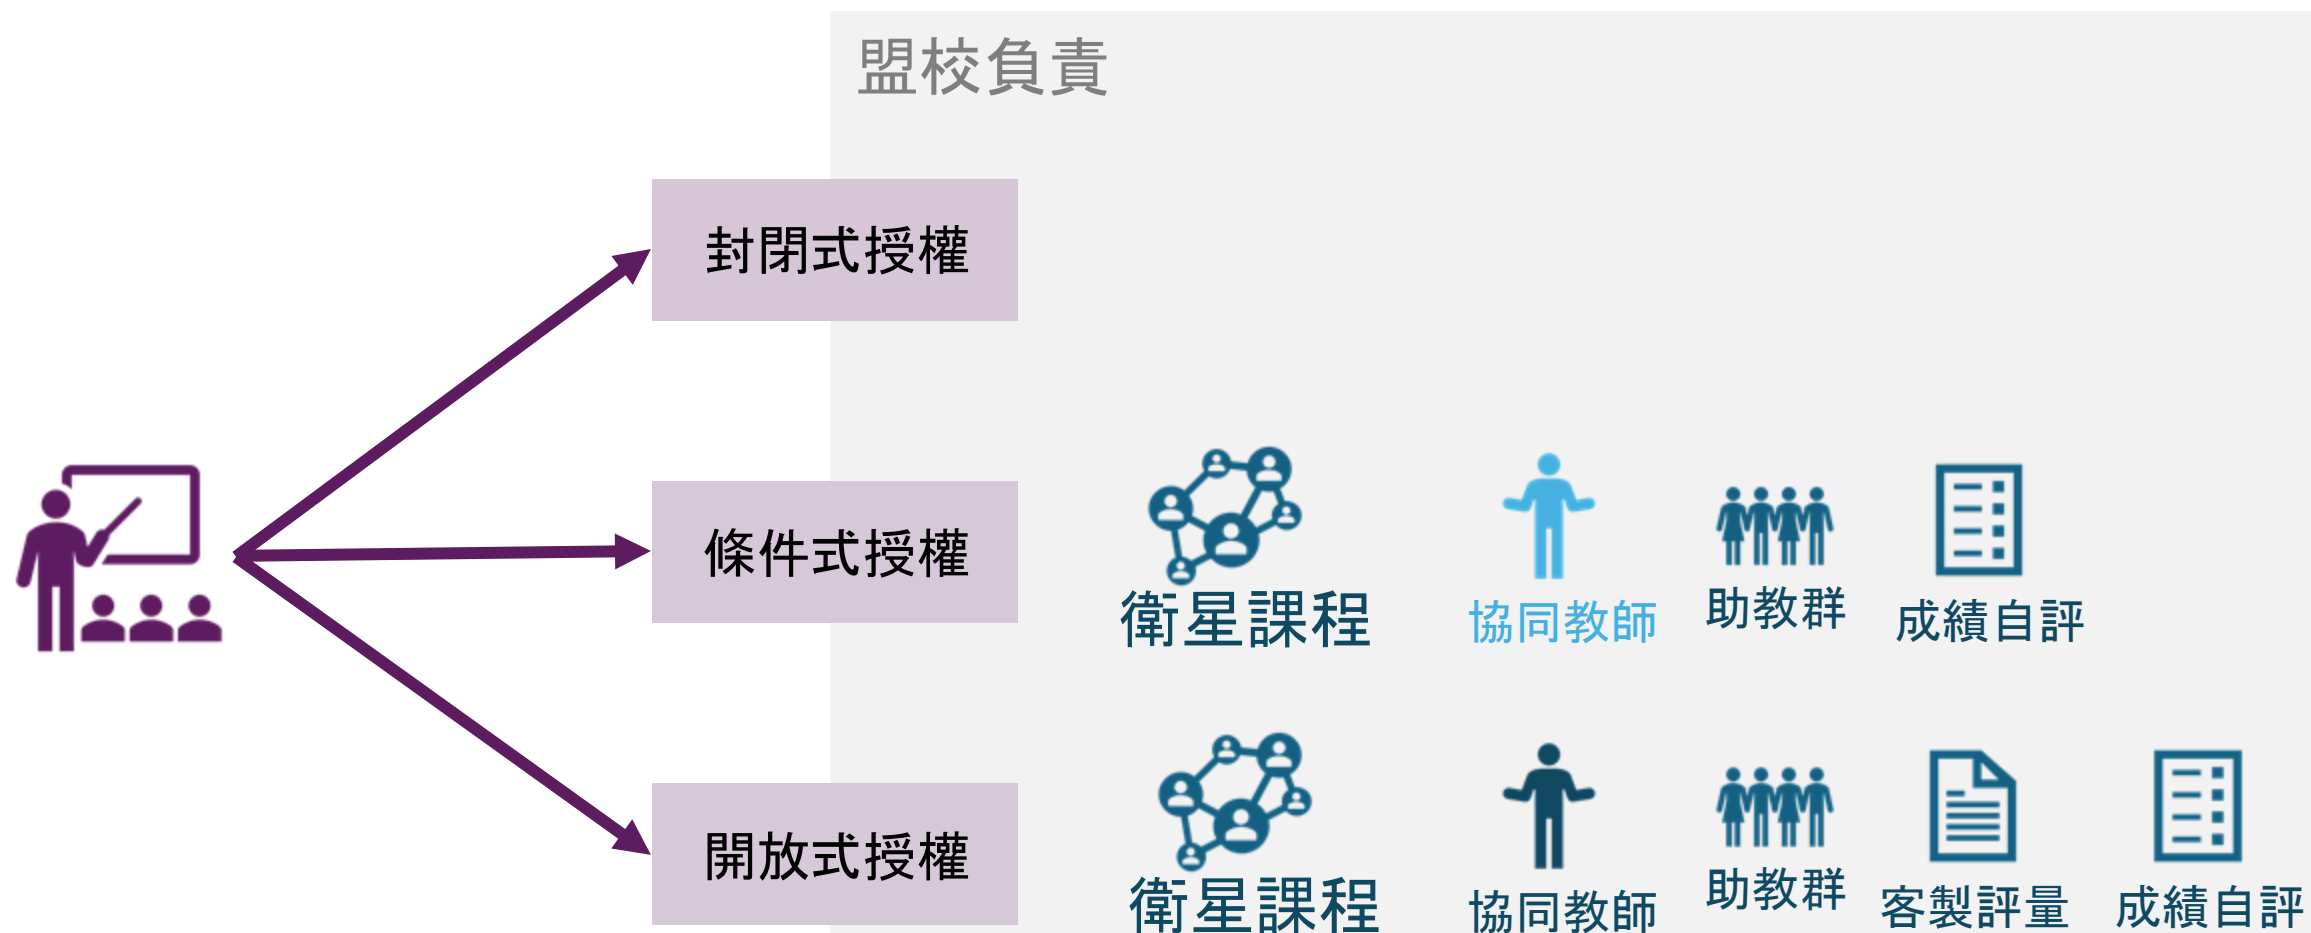 盟校負責
封閉式授權
條件式授權
衛星課程
協同教師
助教群
成績自評
開放式授權
衛星課程
協同教師
助教群
客製評量
成績自評